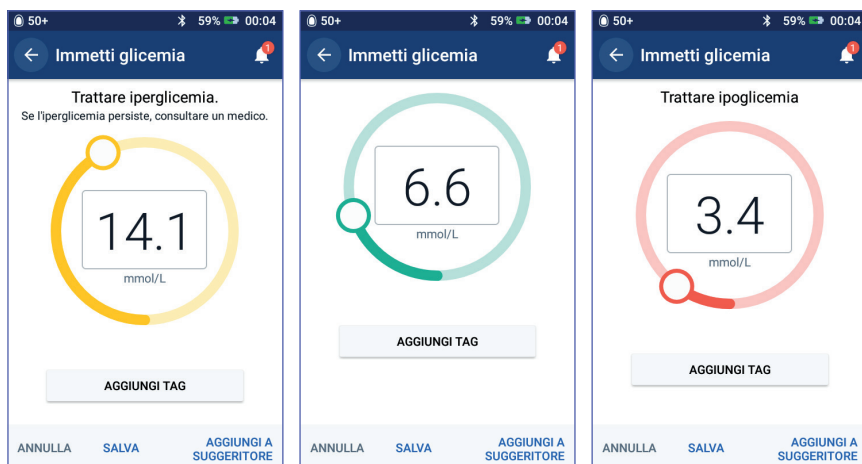 50+ 59% 00:04
Immetti glicemia 1
Trattare iperglicemia.
Se l'iperglicemia persiste, consultare un medico.
14.1
mmol/L
AGGIUNGI TAG
ANNULLA SALVA AGGIUNGI A
SUGGERITORE
50+ 59% 00:04
Immetti glicemia 1
6.6
mmol/L
AGGIUNGI TAG
ANNULLA SALVA AGGIUNGI A
SUGGERITORE
50+ 59% 00:04
Immetti glicemia 1
Trattare ipoglicemia
3.4
mmol/L
AGGIUNGI TAG
ANNULLA SALVA AGGIUNGI A
SUGGERITORE